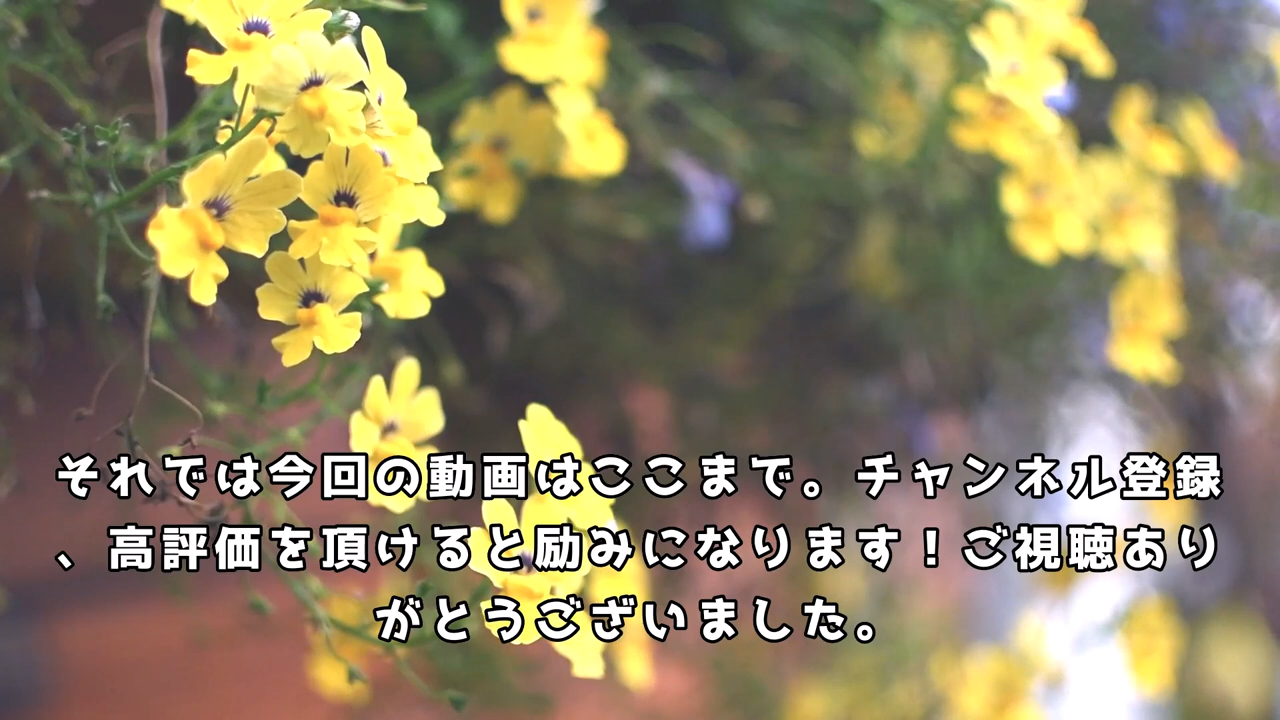 それでは今回の動画はここまで。チャンネル登録
、高評価を頂けると励みになります！ご視聴あり
がとうございました。